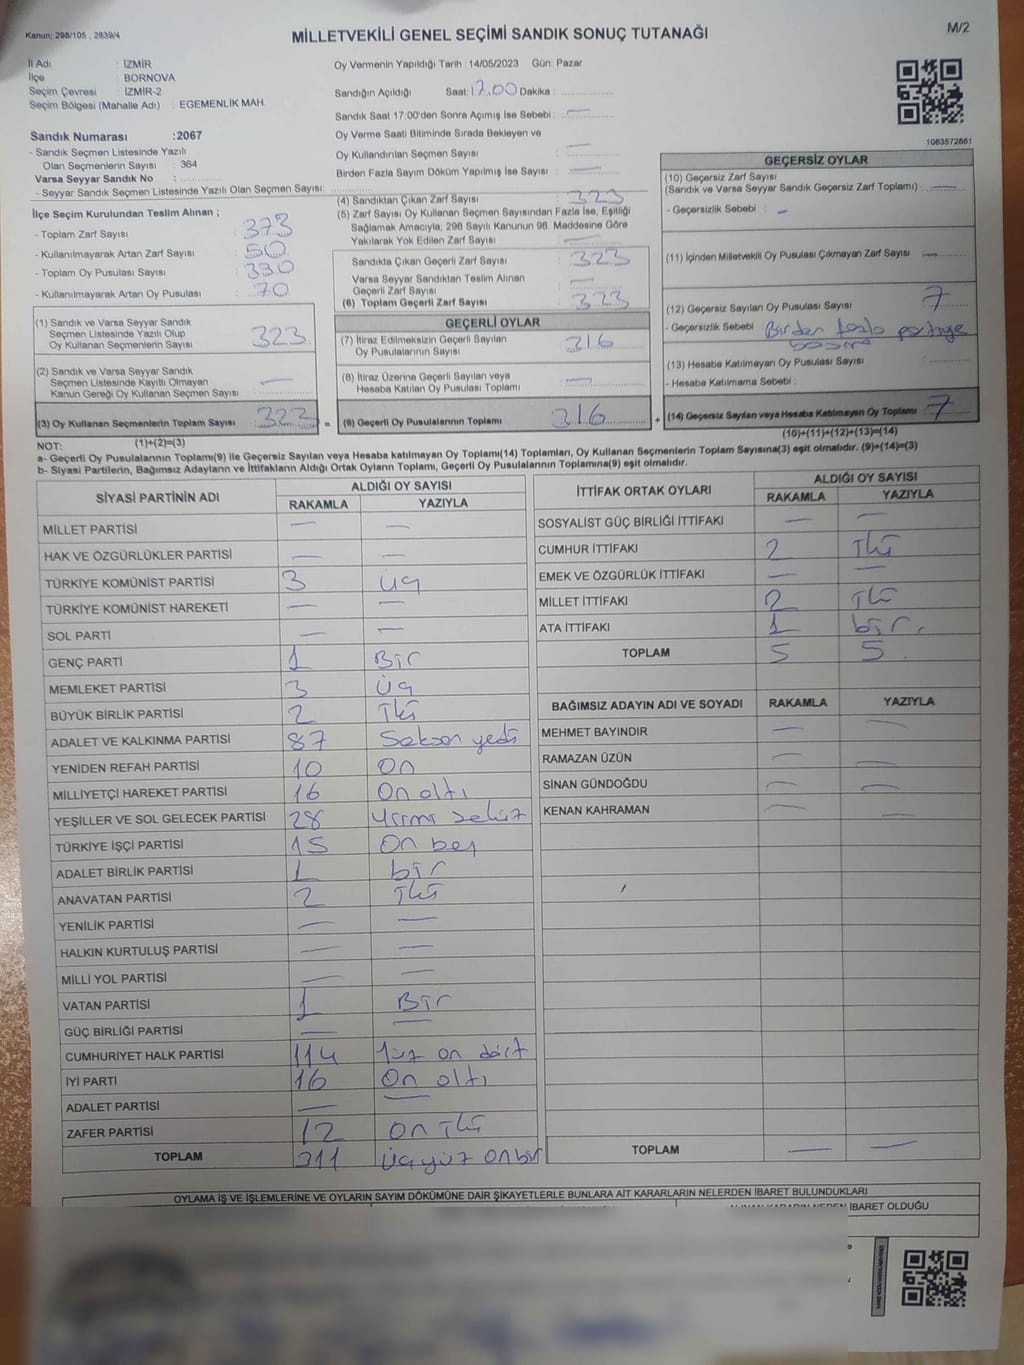 Kanun; 298/105 , 2839/4
MİLLETVEKİLİ GENEL SEÇİMİ SANDIK SONUÇ TUTANAĞI
M/2
İl Adı : İZMİR
İlçe : BORNOVA
Seçim Çevresi : İZMİR-2
Seçim Bölgesi (Mahalle Adı) : EGEMENLİK MAH.
Sandık Numarası :2067
- Sandık Seçmen Listesinde Yazılı
Olan Seçmenlerin Sayısı : 364
Varsa Seyyar Sandık No :
- Seyyar Sandık Seçmen Listesinde Yazılı Olan Seçmen Sayısı:
Oy Vermenin Yapıldığı Tarih : 14/05/2023 Gün: Pazar
Sandığın Açıldığı Saat 17.00 Dakika :
Sandık Saat 17:00'den Sonra Açımış İse Sebebi : —
Oy Verme Saati Bitiminde Sırada Bekleyen ve
Oy Kullandırılan Seçmen Sayısı —
Birden Fazla Sayım Döküm Yapılmış İse Sayısı : —
1083572661
İlçe Seçim Kurulundan Teslim Alınan ;
- Toplam Zarf Sayısı : 373
- Kullanılmayarak Artan Zarf Sayısı : 50
- Toplam Oy Pusulası Sayısı : 330
- Kullanılmayarak Artan Oy Pusulası : 70
(4) Sandıktan Çıkan Zarf Sayısı : 323
(5) Zarf Sayısı Oy Kullanan Seçmen Sayısından Fazla İse, Eşitliği
Sağlamak Amacıyla, 298 Sayılı Kanunun 98. Maddesine Göre
Yakılarak Yok Edilen Zarf Sayısı : —
Sandıkta Çıkan Geçerli Zarf Sayısı : 323
Varsa Seyyar Sandıktan Teslim Alınan
Geçerli Zarf Sayısı : —
(6) Toplam Geçerli Zarf Sayısı : 323
GEÇERSİZ OYLAR
(10) Geçersiz Zarf Sayısı
(Sandık ve Varsa Seyyar Sandık Geçersiz Zarf Toplamı) : —
- Geçersizlik Sebebi : —
(11) İçinden Milletvekili Oy Pusulası Çıkmayan Zarf Sayısı : —
(12) Geçersiz Sayılan Oy Pusulası Sayısı : 7
- Geçersizlik Sebebi : Birden fazla partiye
(13) Hesaba Katılmayan Oy Pusulası Sayısı :
- Hesaba Katılmama Sebebi :
(14) Geçersiz Sayılan veya Hesaba Katılmayan Oy Toplamı : 7
(10)+(11)+(12)+(13)=(14)
(1) Sandık ve Varsa Seyyar Sandık
Seçmen Listesinde Yazılı Olup
Oy Kullanan Seçmenlerin Sayısı : 323
(2) Sandık ve Varsa Seyyar Sandık
Seçmen Listesinde Kayıtlı Olmayan
Kanun Gereği Oy Kullanan Seçmen Sayısı : —
(3) Oy Kullanan Seçmenlerin Toplam Sayısı : 323 =
(1)+(2)=(3)
GEÇERLİ OYLAR
(7) İtiraz Edilmeksizin Geçerli Sayılan
Oy Pusulalarının Sayısı : 316
(8) İtiraz Üzerine Geçerli Sayılan veya
Hesaba Katılan Oy Pusulası Toplamı : —
(9) Geçerli Oy Pusulalarının Toplamı : 316 +
NOT:
a- Geçerli Oy Pusulalarının Toplamı(9) ile Geçersiz Sayılan veya Hesaba katılmayan Oy Toplamı(14) Toplamları, Oy Kullanan Seçmenlerin Toplam Sayısına(3) eşit olmalıdır. (9)+(14)=(3)
b- Siyasi Partilerin, Bağımsız Adayların ve İttifakların Aldığı Ortak Oyların Toplamı, Geçerli Oy Pusulalarının Toplamına(9) eşit olmalıdır.
SİYASİ PARTİNİN ADI ALDIĞI OY SAYISI
RAKAMLA YAZIYLA
MİLLET PARTİSİ — —
HAK VE ÖZGÜRLÜKLER PARTİSİ — —
TÜRKİYE KOMÜNİST PARTİSİ 3 üç
TÜRKİYE KOMÜNİST HAREKETİ — —
SOL PARTİ — —
GENÇ PARTİ 1 Bir
MEMLEKET PARTİSİ 3 üç
BÜYÜK BİRLİK PARTİSİ 2 İki
ADALET VE KALKINMA PARTİSİ 87 Seksen yedi
YENİDEN REFAH PARTİSİ 10 On
MİLLİYETÇİ HAREKET PARTİSİ 16 On altı
YEŞİLLER VE SOL GELECEK PARTİSİ 28 Yirmi sekiz
TÜRKİYE İŞÇİ PARTİSİ 15 On beş
ADALET BİRLİK PARTİSİ 1 bir
ANAVATAN PARTİSİ 2 İki
YENİLİK PARTİSİ — —
HALKIN KURTULUŞ PARTİSİ — —
MİLLİ YOL PARTİSİ — —
VATAN PARTİSİ 1 Bir
GÜÇ BİRLİĞİ PARTİSİ — —
CUMHURİYET HALK PARTİSİ 114 Yüz on dört
İYİ PARTİ 16 On altı
ADALET PARTİSİ — —
ZAFER PARTİSİ 12 on iki
TOPLAM 311 üçyüz onbir
İTTİFAK ORTAK OYLARI ALDIĞI OY SAYISI
RAKAMLA YAZIYLA
SOSYALİST GÜÇ BİRLİĞİ İTTİFAKI — —
CUMHUR İTTİFAKI 2 İki
EMEK VE ÖZGÜRLÜK İTTİFAKI — —
MİLLET İTTİFAKI 2 İki
ATA İTTİFAKI 1 bir.
TOPLAM 5 5
BAĞIMSIZ ADAYIN ADI VE SOYADI RAKAMLA YAZIYLA
MEHMET BAYINDIR — —
RAMAZAN ÜZÜN — —
SİNAN GÜNDOĞDU — —
KENAN KAHRAMAN — —
TOPLAM — —
OYLAMA İŞ VE İŞLEMLERİNE VE OYLARIN SAYIM DÖKÜMÜNE DAİR ŞİKAYETLERLE BUNLARA AİT KARARLARIN NELERDEN İBARET BULUNDUKLARI
ALINAN KARARIN NEDEN İBARET OLDUĞU